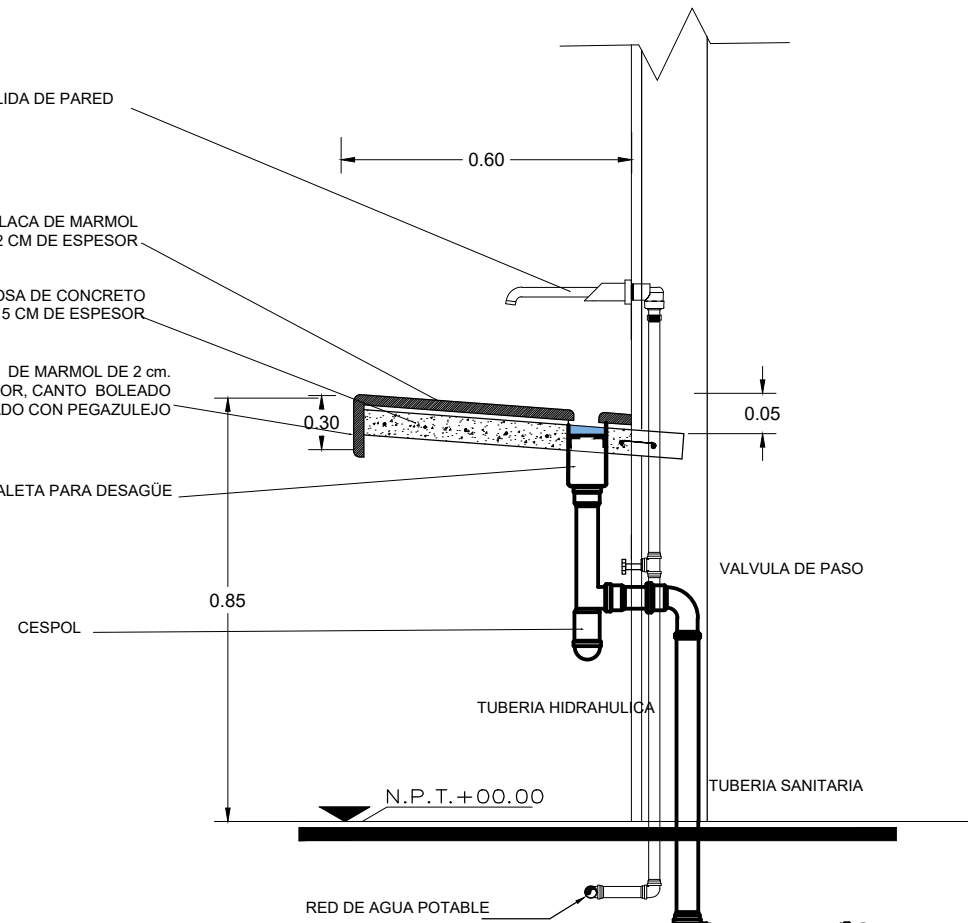 LIDA DE PARED
0.60
LACA DE MARMOL
2 CM DE ESPESOR
OSA DE CONCRETO
5 CM DE ESPESOR
DE MARMOL DE 2 cm.
OR, CANTO BOLEADO
ADO CON PEGAZULEJO
0.30
0.05
ALETA PARA DESAGÜE
VALVULA DE PASO
0.85
CESPOL
TUBERIA HIDRAHULICA
TUBERIA SANITARIA
N.P.T.+00.00
RED DE AGUA POTABLE